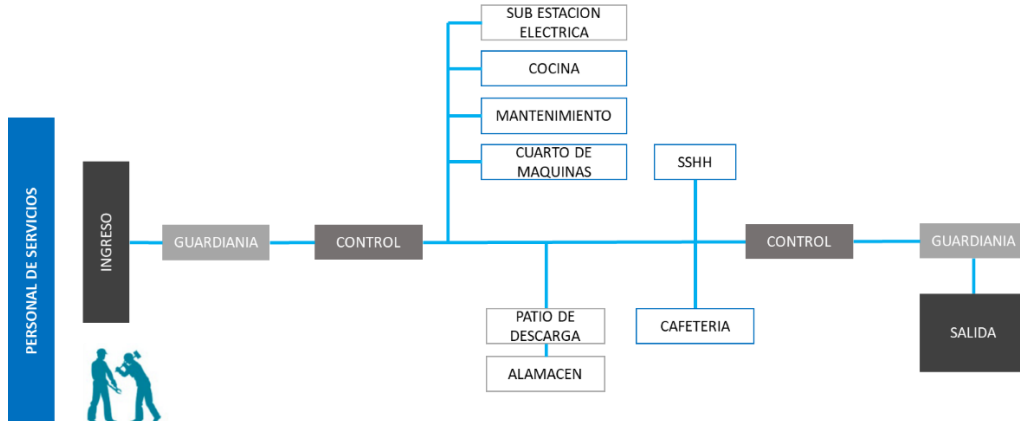 PERSONAL DE SERVICIOS
INGRESO
GUARDIANIA
CONTROL
SUB ESTACION
ELECTRICA
COCINA
MANTENIMIENTO
CUARTO DE
MAQUINAS
SSHH
PATIO DE
DESCARGA
ALAMACEN
CAFETERIA
CONTROL
GUARDIANIA
SALIDA